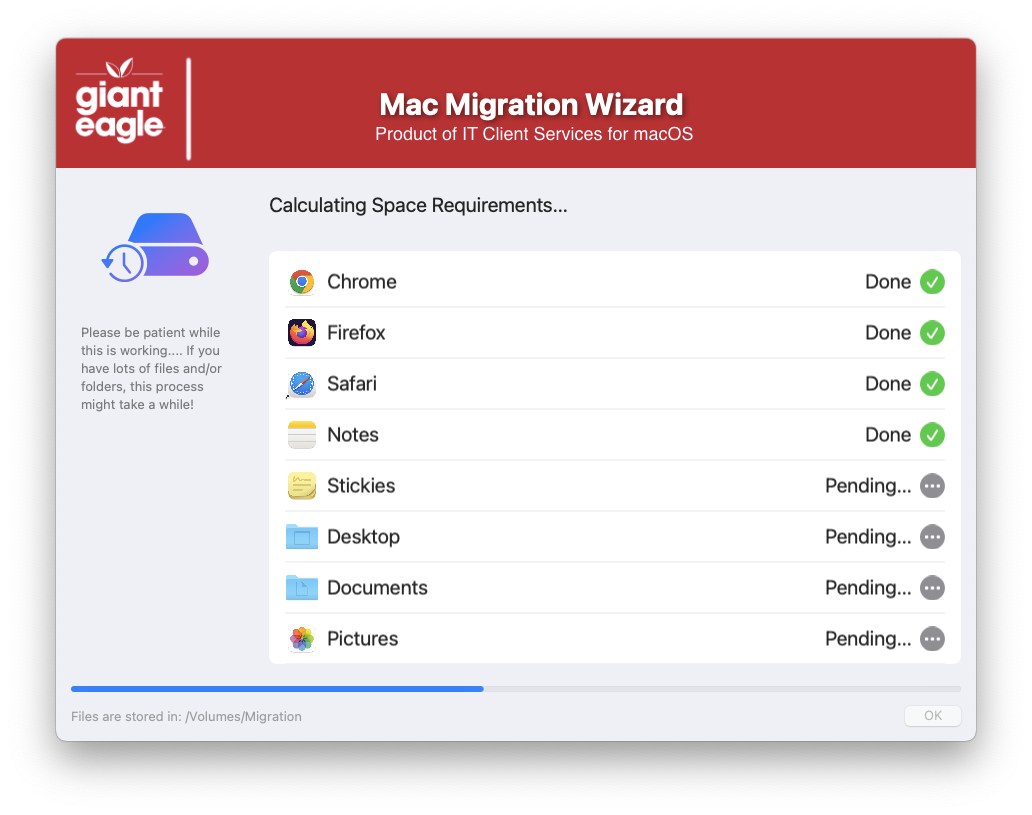 giant
eagle
Mac Migration Wizard
Product of IT Client Services for macOS
Calculating Space Requirements...
Please be patient while
this is working.... If you
have lots of files and/or
folders, this process
might take a while!
Chrome Done
Firefox Done
Safari Done
Notes Done
Stickies Pending...
Desktop Pending...
Documents Pending...
Pictures Pending...
Files are stored in: /Volumes/Migration
OK